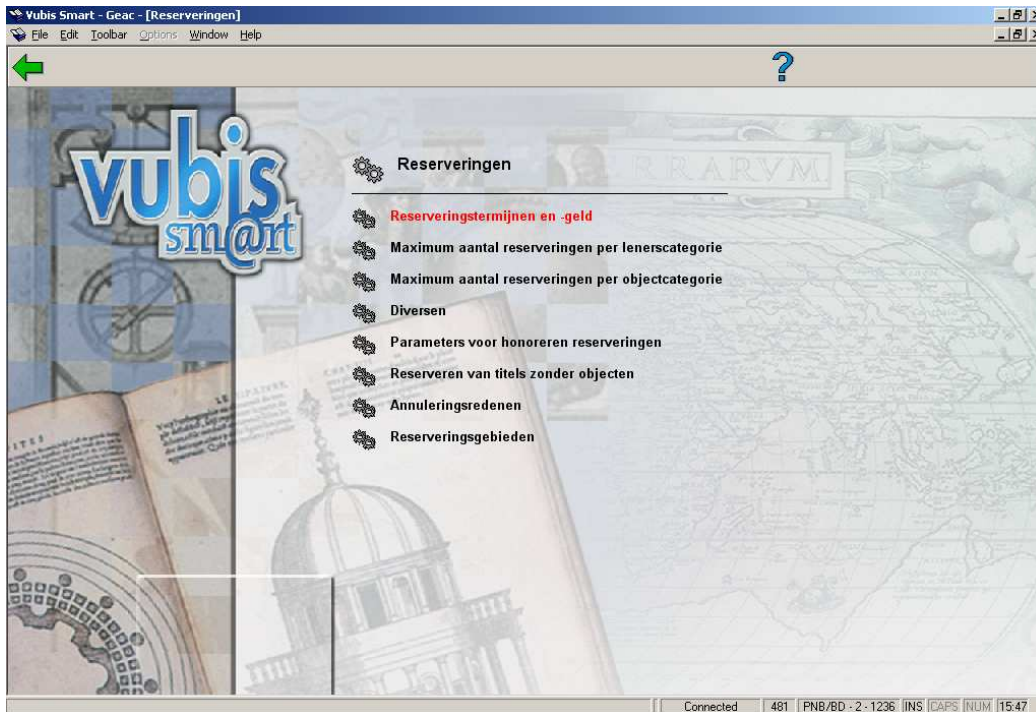 Vubis Smart - Geac - [Reserveringen]
File Edit Toolbar Options Window Help
?
vubis
sm@rt
RARVM
Reserveringen
Reserveringstermijnen en -geld
Maximum aantal reserveringen per lenerscategorie
Maximum aantal reserveringen per objectcategorie
Diversen
Parameters voor honoreren reserveringen
Reserveren van titels zonder objecten
Annuleringsredenen
Reserveringsgebieden
Connected 481 PNB/BD - 2 - 1236 INS CAPS NUM 15:47